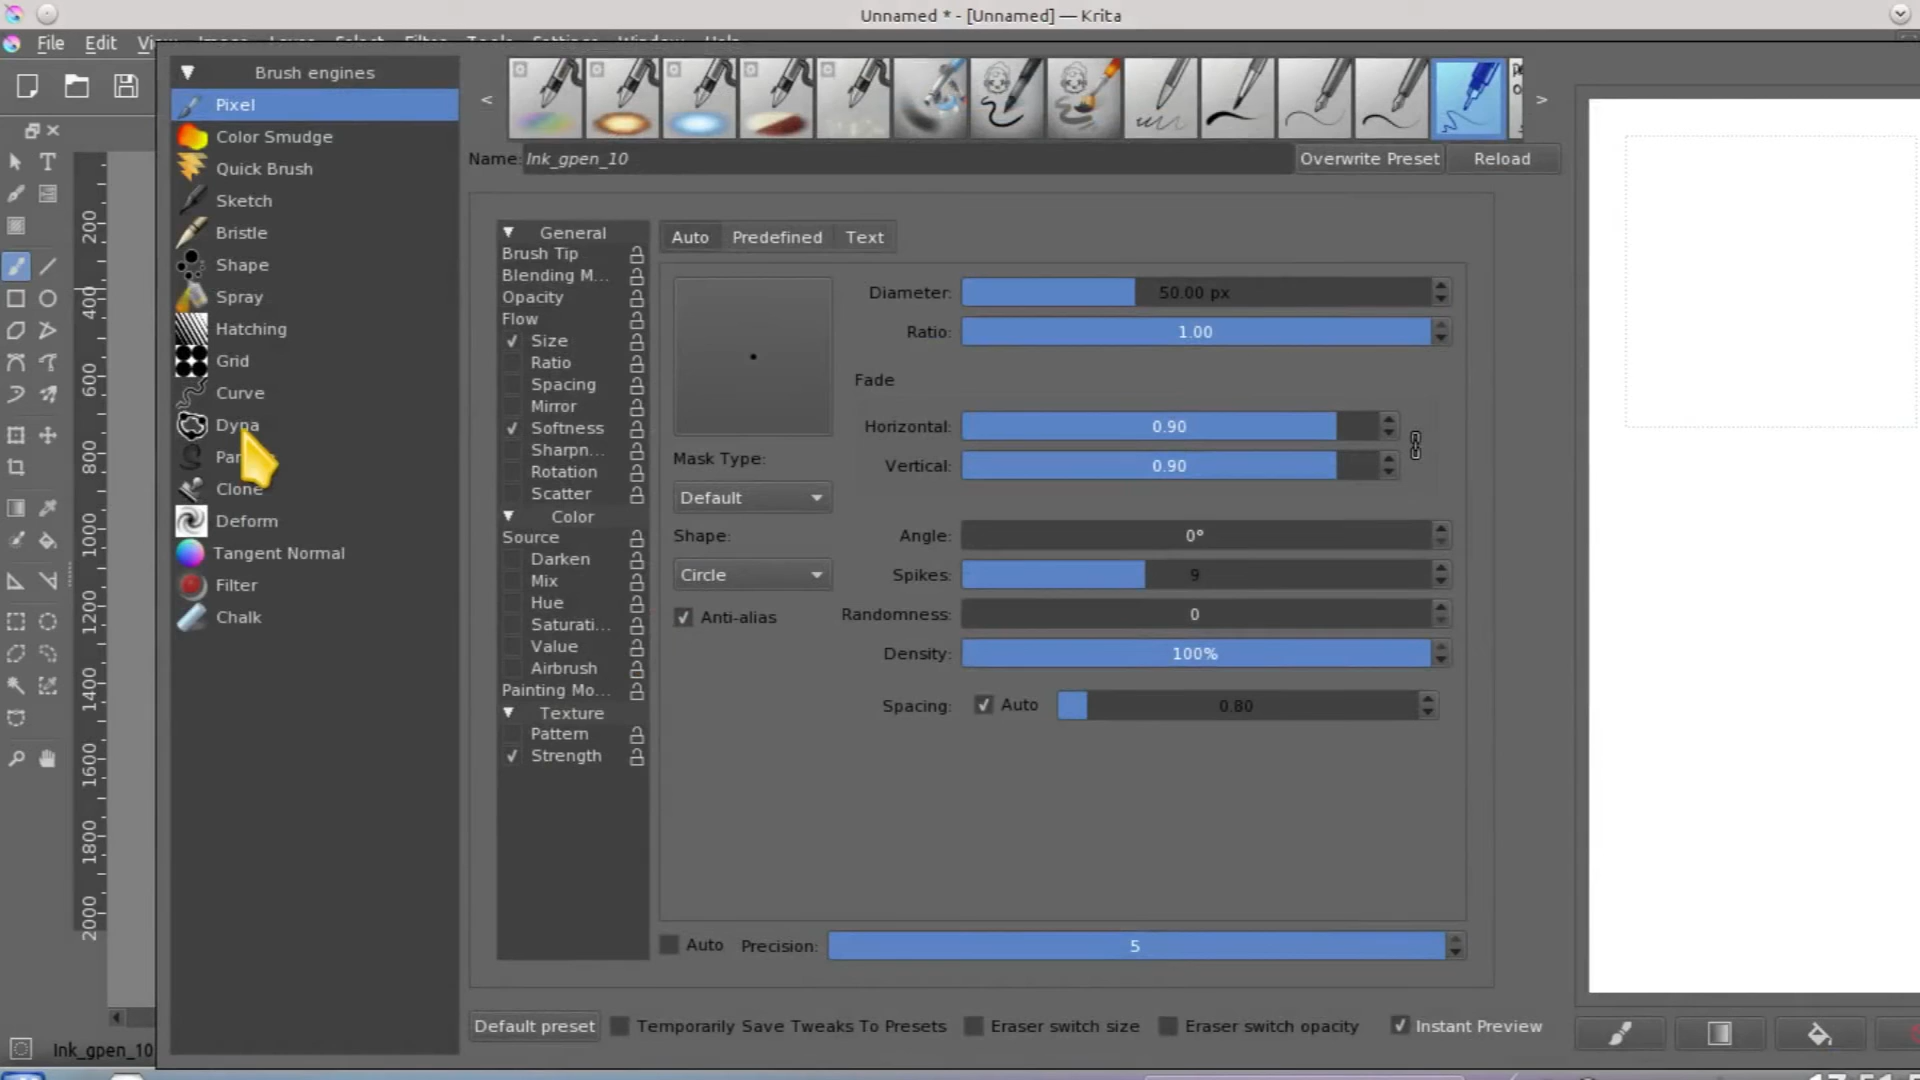 Unnamed * - [Unnamed] — Krita
File Edit
Brush engines
Pixel
Color Smudge
Quick Brush
Sketch
Bristle
Shape
Spray
Hatching
Grid
Curve
Dyna
Clone
Deform
Tangent Normal
Filter
Chalk
< >
Name: Ink_gpen_10 Overwrite Preset Reload
General
Brush Tip
Blending M...
Opacity
Flow
Size
Ratio
Spacing
Mirror
Softness
Sharpn...
Rotation
Scatter
Color
Source
Darken
Mix
Hue
Saturati...
Value
Airbrush
Painting Mo...
Texture
Pattern
Strength
Auto Predefined Text
Diameter: 50.00 px
Ratio: 1.00
Fade
Horizontal: 0.90
Vertical: 0.90
Mask Type:
Default
Shape:
Circle
Anti-alias
Angle: 0°
Spikes: 9
Randomness: 0
Density: 100%
Spacing: Auto 0.80
Auto Precision: 5
Default preset Temporarily Save Tweaks To Presets Eraser switch size Eraser switch opacity Instant Preview
200
400
600
800
1000
1200
1400
1600
1800
2000
Ink_gpen_10